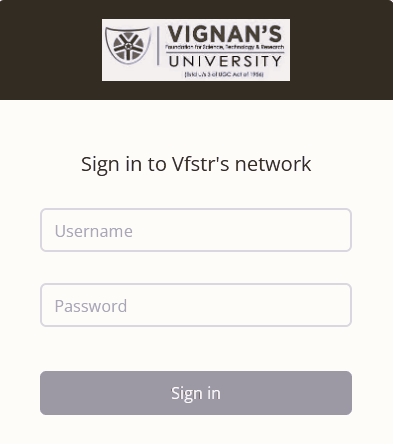 VIGNAN'S
Foundation for Science, Technology & Research
UNIVERSITY
(Estd u/s 3 of UGC Act of 1956)
Sign in to Vfstr's network
Username
Password
Sign in